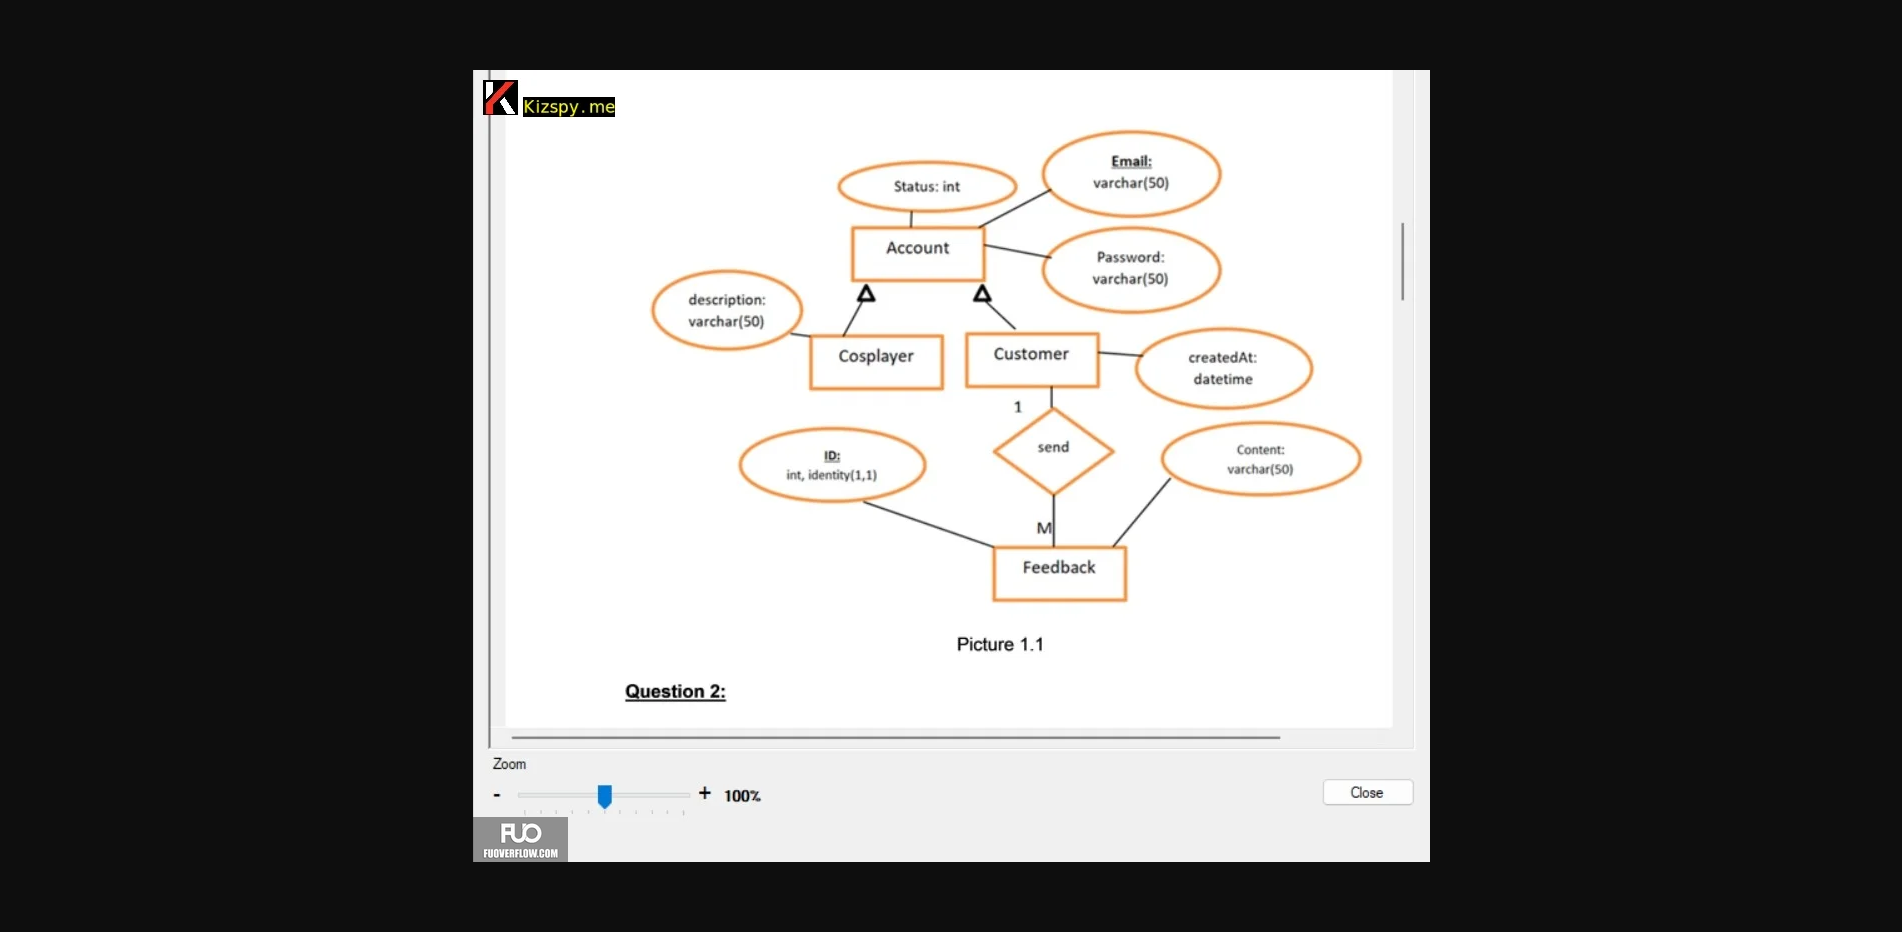 Kizspy.me
Email:
varchar(50)
Status: int
Account
Password:
varchar(50)
description:
varchar(50)
Cosplayer
Customer
createdAt:
datetime
1
send
ID:
int, identity(1,1)
Content:
varchar(50)
M
Feedback
Picture 1.1
Question 2:
Zoom
- + 100%
Close
FUO
FUOVERFLOW.COM